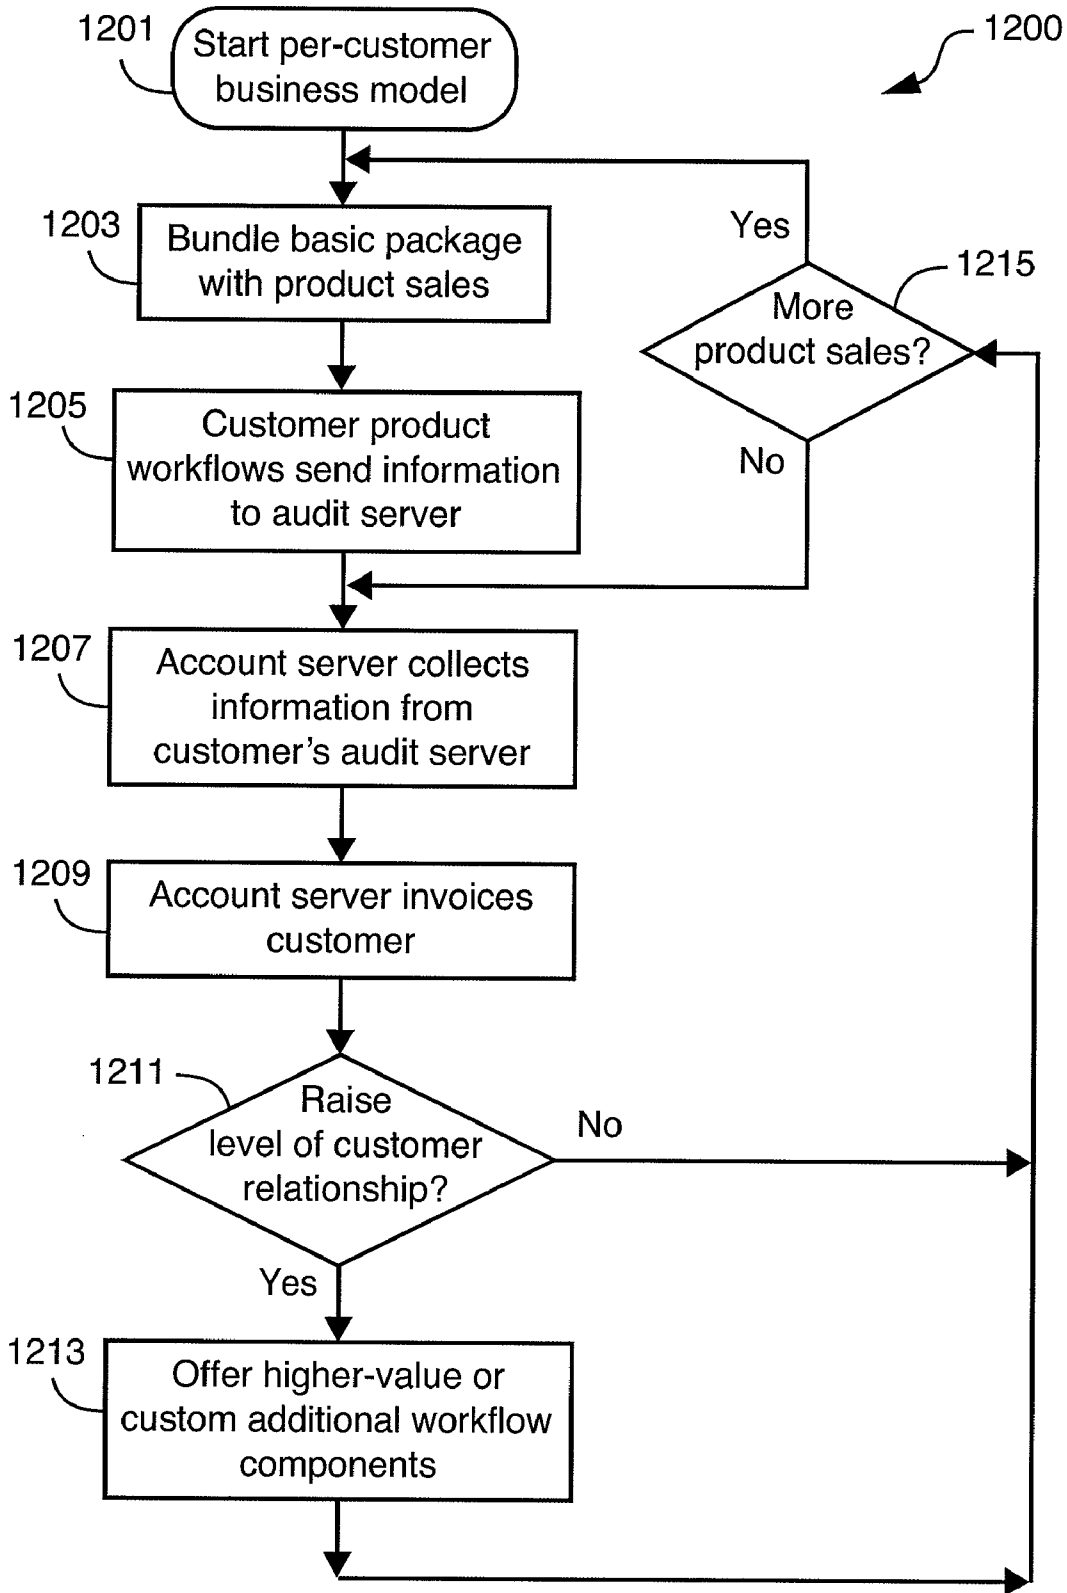 1201
Start per-customer
business model
1200
1203
Bundle basic package
with product sales
Yes
1215
More
product sales?
No
1205
Customer product
workflows send information
to audit server
1207
Account server collects
information from
customer's audit server
1209
Account server invoices
customer
1211
Raise
level of customer
relationship?
No
Yes
1213
Offer higher-value or
custom additional workflow
components